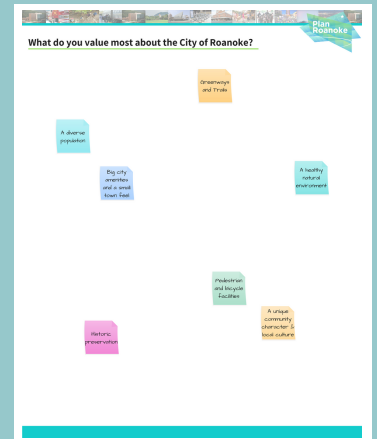 Plan
Roanoke
What do you value most about the City of Roanoke?
Greenways
and Trails
A diverse
population
Big city
amenities
and a small
town feel
A healthy
natural
environment
Pedestrian
and bicycle
facilities
A unique
community
character &
local culture
Historic
preservation